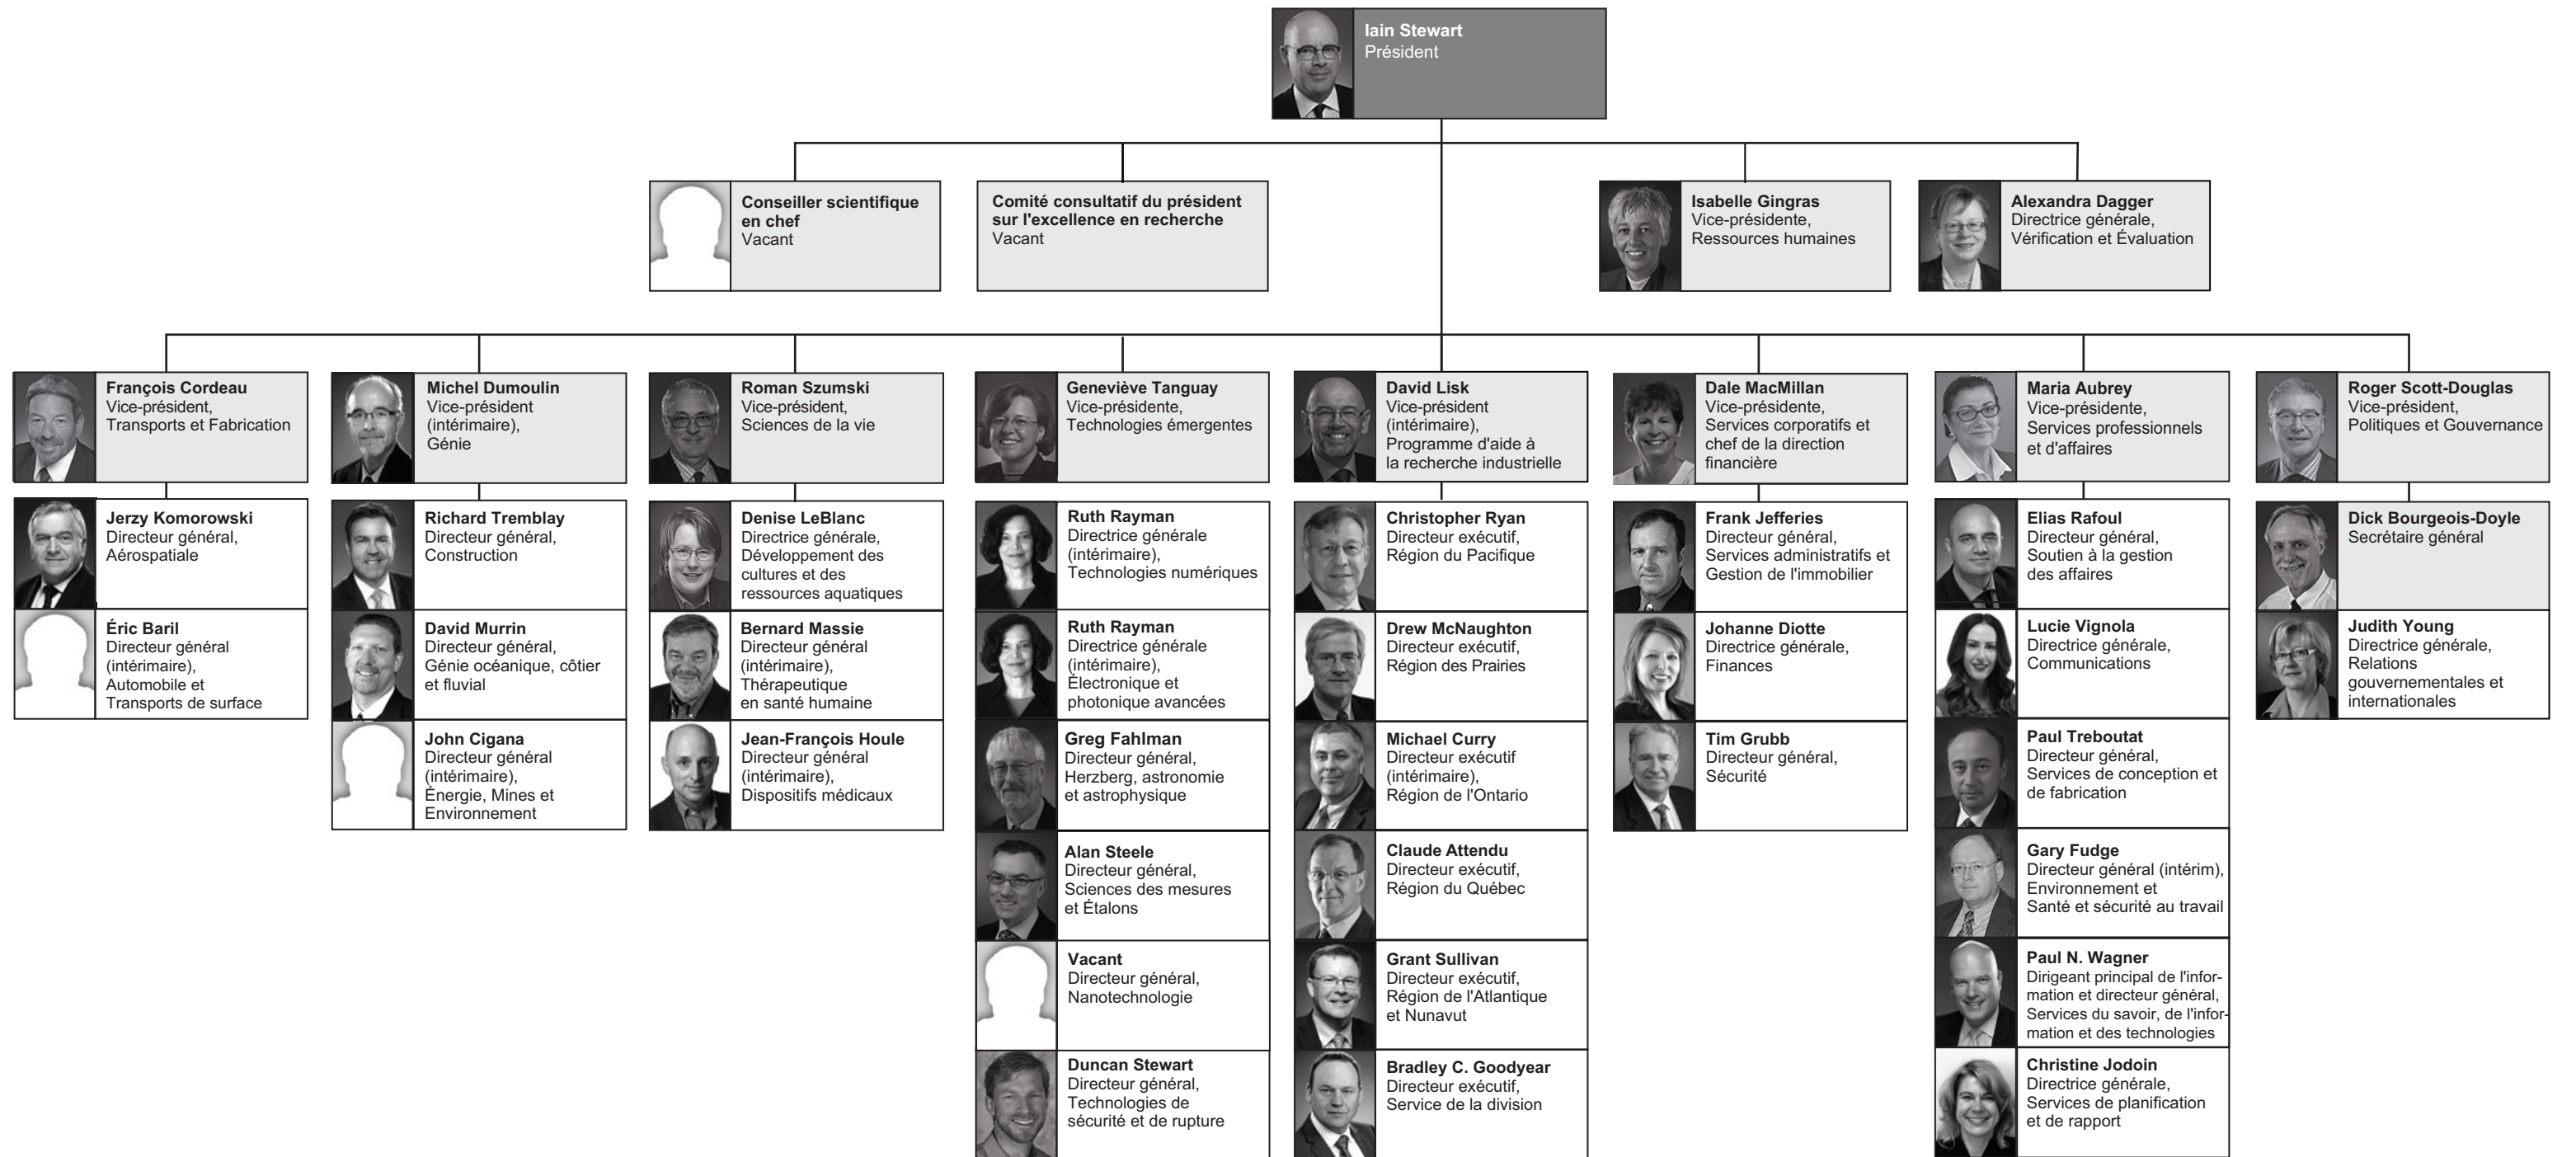 Iain Stewart
Président
Conseiller scientifique
en chef
Vacant
Comité consultatif du président
sur l'excellence en recherche
Vacant
Isabelle Gingras
Vice-présidente,
Ressources humaines
Alexandra Dagger
Directrice générale,
Vérification et Évaluation
François Cordeau
Vice-président,
Transports et Fabrication
Jerzy Komorowski
Directeur général,
Aérospatiale
Éric Baril
Directeur général
(intérimaire),
Automobile et
Transports de surface
Michel Dumoulin
Vice-président
(intérimaire),
Génie
Richard Tremblay
Directeur général,
Construction
David Murrin
Directeur général,
Génie océanique, côtier
et fluvial
John Cigana
Directeur général
(intérimaire),
Énergie, Mines et
Environnement
Roman Szumski
Vice-président,
Sciences de la vie
Denise LeBlanc
Directrice générale,
Développement des
cultures et des
ressources aquatiques
Bernard Massie
Directeur général
(intérimaire),
Thérapeutique
en santé humaine
Jean-François Houle
Directeur général
(intérimaire),
Dispositifs médicaux
Geneviève Tanguay
Vice-présidente,
Technologies émergentes
Ruth Rayman
Directrice générale
(intérimaire),
Technologies numériques
Ruth Rayman
Directrice générale
(intérimaire),
Électronique et
photonique avancées
Greg Fahlman
Directeur général,
Herzberg, astronomie
et astrophysique
Alan Steele
Directeur général,
Sciences des mesures
et Étalons
Vacant
Directeur général,
Nanotechnologie
Duncan Stewart
Directeur général,
Technologies de
sécurité et de rupture
David Lisk
Vice-président
(intérimaire),
Programme d'aide à
la recherche industrielle
Christopher Ryan
Directeur exécutif,
Région du Pacifique
Drew McNaughton
Directeur exécutif,
Région des Prairies
Michael Curry
Directeur exécutif
(intérimaire),
Région de l'Ontario
Claude Attendu
Directeur exécutif,
Région du Québec
Grant Sullivan
Directeur exécutif,
Région de l'Atlantique
et Nunavut
Bradley C. Goodyear
Directeur exécutif,
Service de la division
Dale MacMillan
Vice-présidente,
Services corporatifs et
chef de la direction
financière
Frank Jefferies
Directeur général,
Services administratifs et
Gestion de l'immobilier
Johanne Diotte
Directrice générale,
Finances
Tim Grubb
Directeur général,
Sécurité
Maria Aubrey
Vice-présidente,
Services professionnels
et d'affaires
Elias Rafoul
Directeur général,
Soutien à la gestion
des affaires
Lucie Vignola
Directrice générale,
Communications
Paul Treboutat
Directeur général,
Services de conception et
de fabrication
Gary Fudge
Directeur général (intérim),
Environnement et
Santé et sécurité au travail
Paul N. Wagner
Dirigeant principal de l'infor-
mation et directeur général,
Services du savoir, de l'infor-
mation et des technologies
Christine Jodoin
Directrice générale,
Services de planification
et de rapport
Roger Scott-Douglas
Vice-président,
Politiques et Gouvernance
Dick Bourgeois-Doyle
Secrétaire général
Judith Young
Directrice générale,
Relations
gouvernementales et
internationales